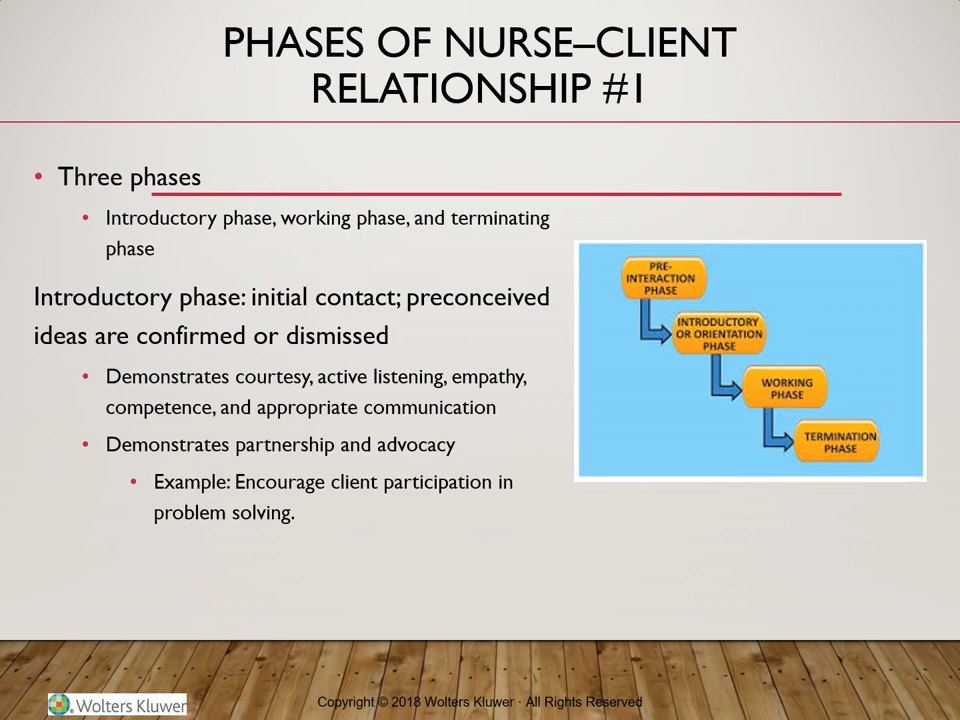 PHASES OF NURSE–CLIENT
RELATIONSHIP #1
• Three phases
• Introductory phase, working phase, and terminating
phase
Introductory phase: initial contact; preconceived
ideas are confirmed or dismissed
• Demonstrates courtesy, active listening, empathy,
competence, and appropriate communication
• Demonstrates partnership and advocacy
• Example: Encourage client participation in
problem solving.
PRE-
INTERACTION
PHASE
INTRODUCTORY
OR ORIENTATION
PHASE
WORKING
PHASE
TERMINATION
PHASE
Wolters Kluwer
Copyright © 2018 Wolters Kluwer · All Rights Reserved